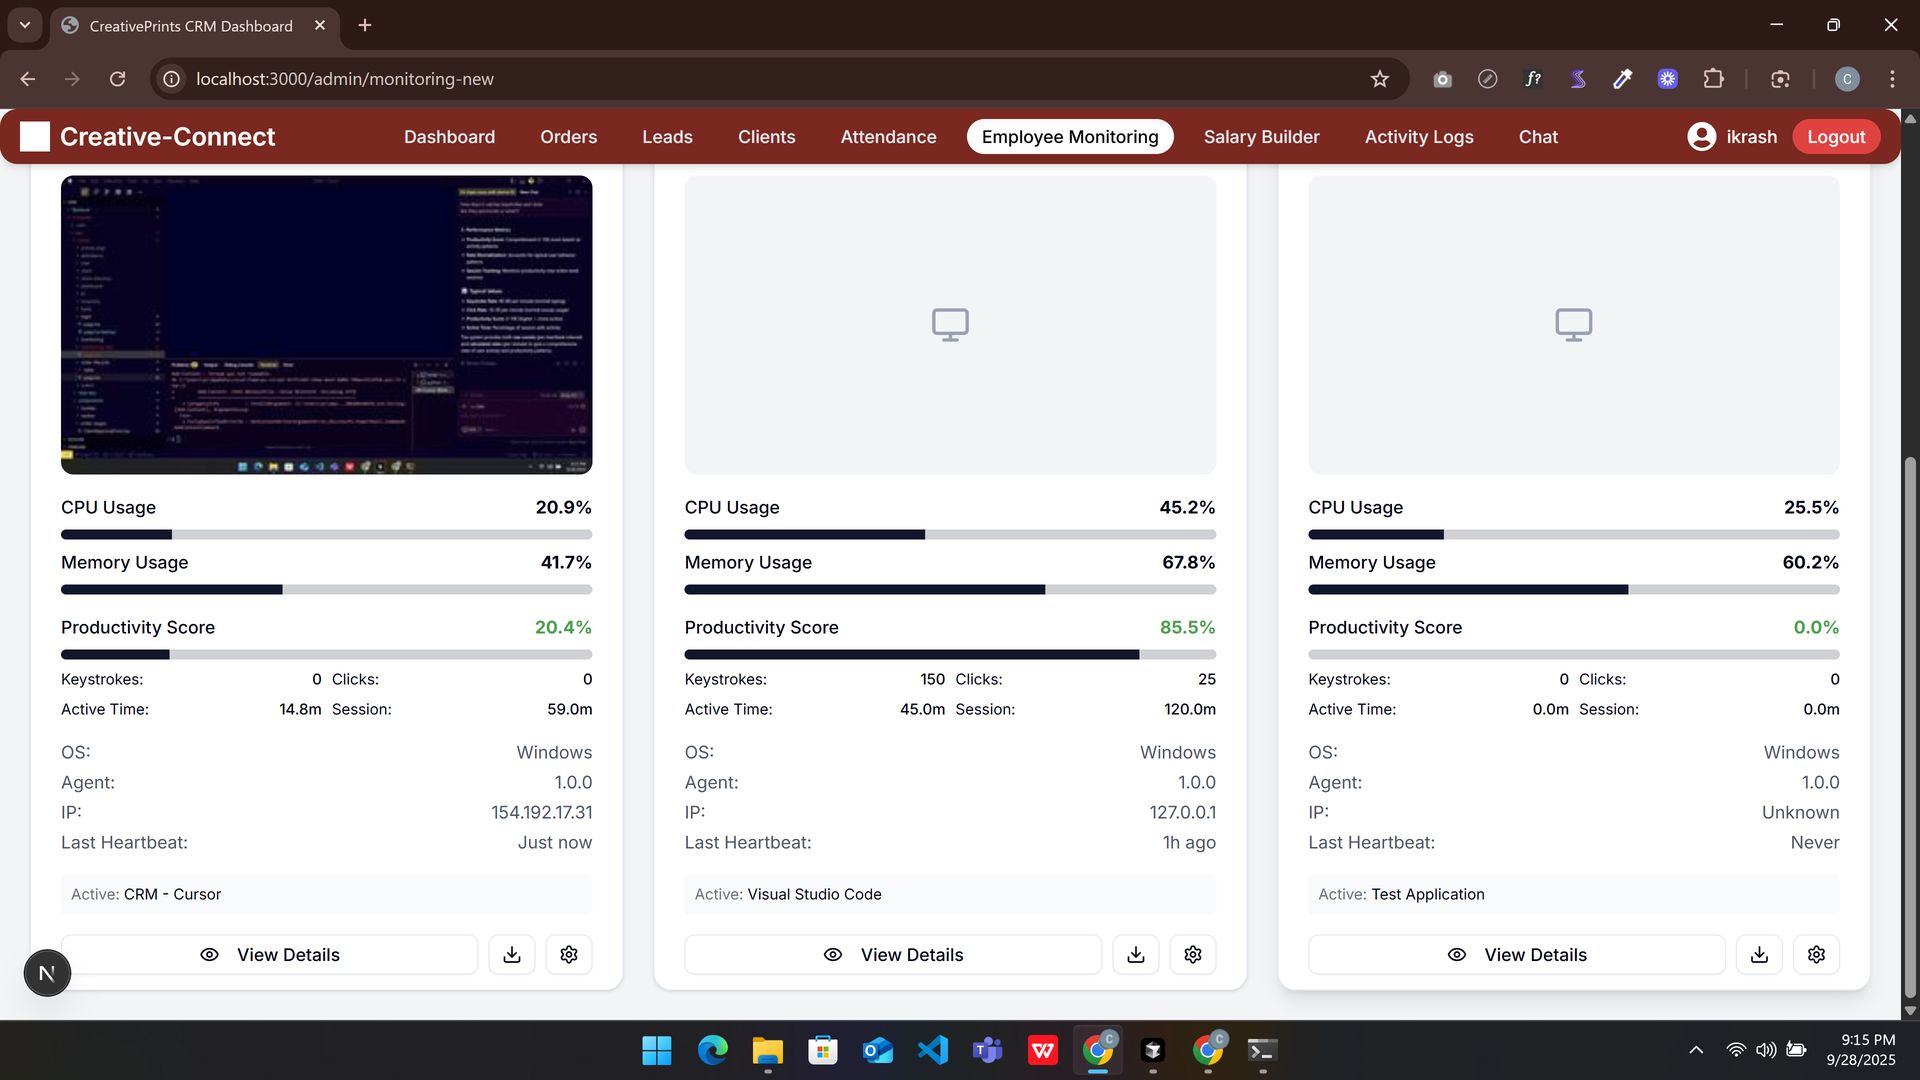 CreativePrints CRM Dashboard
localhost:3000/admin/monitoring-new
f?
C
Creative-Connect
Dashboard
Orders
Leads
Clients
Attendance
Employee Monitoring
Salary Builder
Activity Logs
Chat
ikrash
Logout
CPU Usage 20.9%
Memory Usage 41.7%
Productivity Score 20.4%
Keystrokes: 0 Clicks: 0
Active Time: 14.8m Session: 59.0m
OS: Windows
Agent: 1.0.0
IP: 154.192.17.31
Last Heartbeat: Just now
Active: CRM - Cursor
View Details
CPU Usage 45.2%
Memory Usage 67.8%
Productivity Score 85.5%
Keystrokes: 150 Clicks: 25
Active Time: 45.0m Session: 120.0m
OS: Windows
Agent: 1.0.0
IP: 127.0.0.1
Last Heartbeat: 1h ago
Active: Visual Studio Code
View Details
CPU Usage 25.5%
Memory Usage 60.2%
Productivity Score 0.0%
Keystrokes: 0 Clicks: 0
Active Time: 0.0m Session: 0.0m
OS: Windows
Agent: 1.0.0
IP: Unknown
Last Heartbeat: Never
Active: Test Application
View Details
N
9:15 PM
9/28/2025